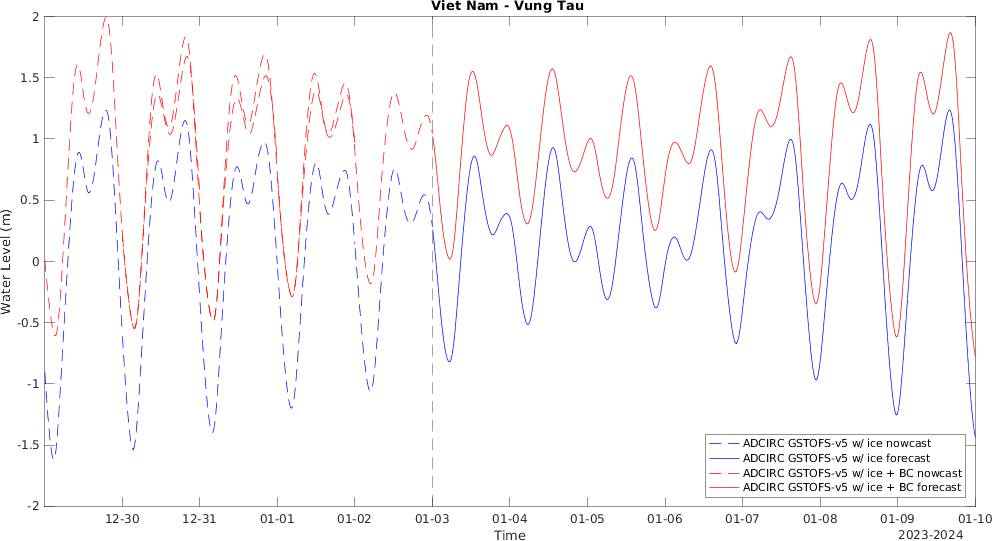 Viet Nam - Vung Tau
Water Level (m)
2
1.5
1
0.5
0
-0.5
-1
-1.5
-2
ADCIRC GSTOFS-v5 w/ ice nowcast
ADCIRC GSTOFS-v5 w/ ice forecast
ADCIRC GSTOFS-v5 w/ ice + BC nowcast
ADCIRC GSTOFS-v5 w/ ice + BC forecast
12-30 12-31 01-01 01-02 01-03 01-04 01-05 01-06 01-07 01-08 01-09 01-10
Time
2023-2024